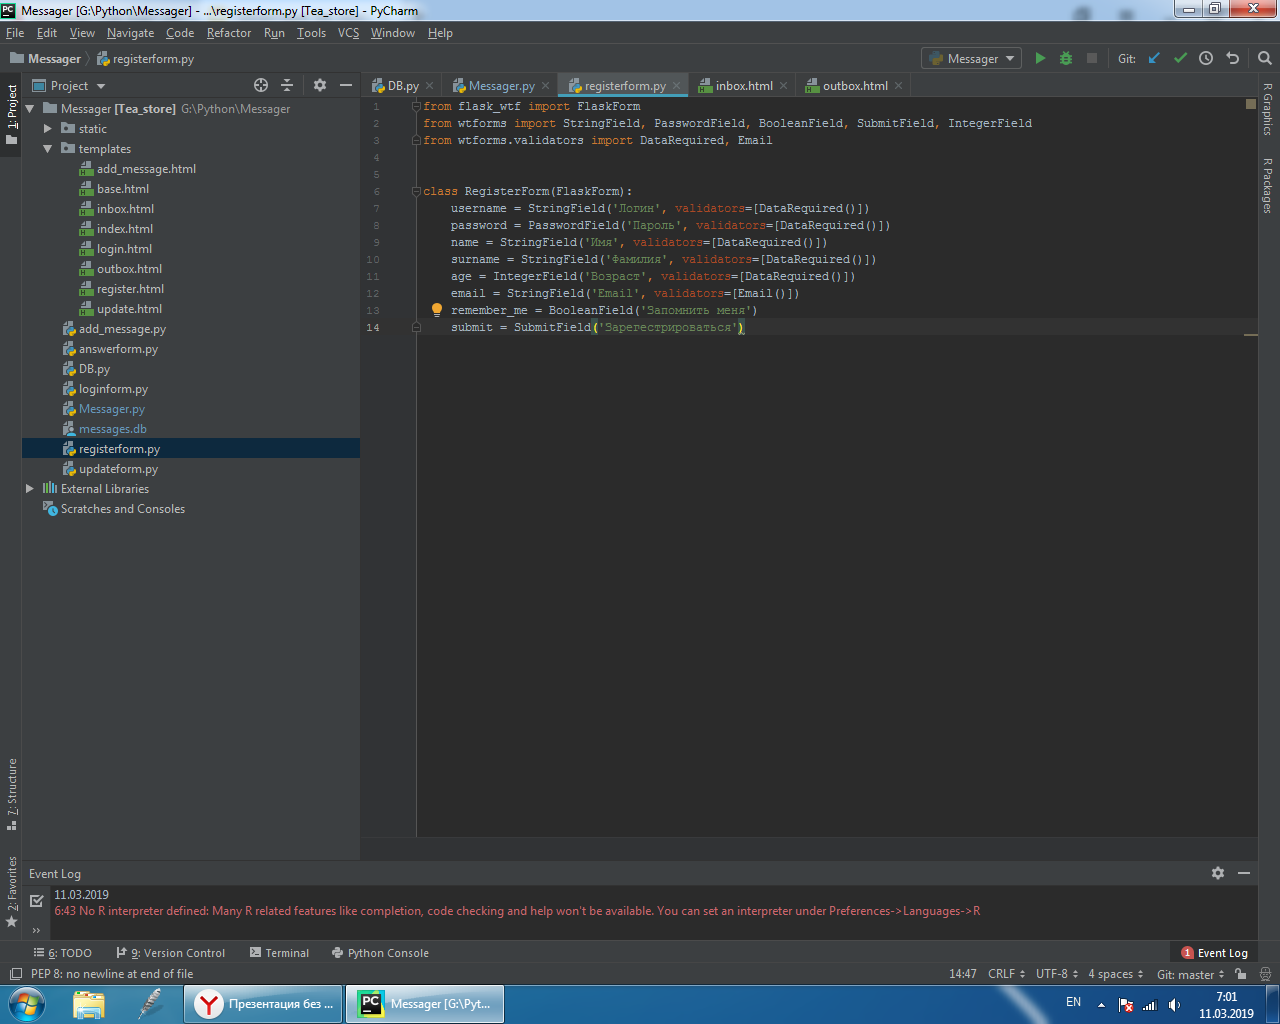 Messager [G:\Python\Messager] - ...\registerform.py [Tea_store] - PyCharm
File Edit View Navigate Code Refactor Run Tools VCS Window Help
Messager registerform.py Messager Git:
1: Project
Project
DB.py Messager.py registerform.py inbox.html outbox.html
Messager [Tea_store] G:\Python\Messager
static
templates
add_message.html
base.html
inbox.html
index.html
login.html
outbox.html
register.html
update.html
add_message.py
answerform.py
DB.py
loginform.py
Messager.py
messages.db
registerform.py
updateform.py
External Libraries
Scratches and Consoles
1 from flask_wtf import FlaskForm
2 from wtforms import StringField, PasswordField, BooleanField, SubmitField, IntegerField
3 from wtforms.validators import DataRequired, Email
4
5
6 class RegisterForm(FlaskForm):
7 username = StringField('Логин', validators=[DataRequired()])
8 password = PasswordField('Пароль', validators=[DataRequired()])
9 name = StringField('Имя', validators=[DataRequired()])
10 surname = StringField('Фамилия', validators=[DataRequired()])
11 age = IntegerField('Возраст', validators=[DataRequired()])
12 email = StringField('Email', validators=[Email()])
13 remember_me = BooleanField('Запомнить меня')
14 submit = SubmitField('Зарегестрироваться')
R Graphics
R Packages
7: Structure
2: Favorites
Event Log
11.03.2019
6:43 No R interpreter defined: Many R related features like completion, code checking and help won't be available. You can set an interpreter under Preferences->Languages->R
6: TODO 9: Version Control Terminal Python Console 1 Event Log
PEP 8: no newline at end of file 14:47 CRLF UTF-8 4 spaces Git: master
Презентация без ... Messager [G:\Pyt... EN 7:01
11.03.2019